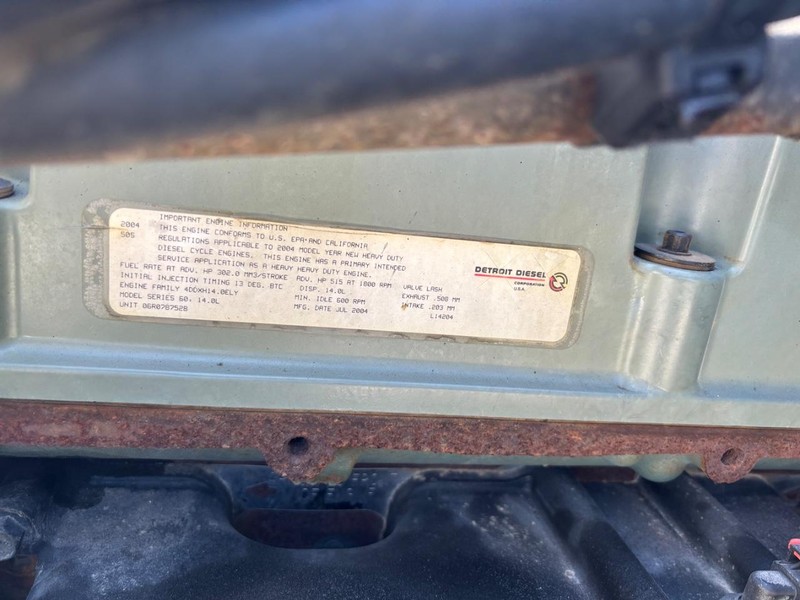 IMPORTANT ENGINE INFORMATION
2004 THIS ENGINE CONFORMS TO U.S. EPA AND CALIFORNIA
50S REGULATIONS APPLICABLE TO 2004 MODEL YEAR NEW HEAVY DUTY
DIESEL CYCLE ENGINES. THIS ENGINE HAS A PRIMARY INTENDED
SERVICE APPLICATION AS A HEAVY HEAVY DUTY ENGINE.
FUEL RATE AT ADV. HP 302.0 MM3/STROKE ADV. HP 515 AT 1800 RPM VALVE LASH
INITIAL INJECTION TIMING 13 DEG. BTC DISP. 14.0L EXHAUST .508 MM
ENGINE FAMILY 4DDXH14.0ELY MIN. IDLE 600 RPM INTAKE .203 MM
MODEL SERIES 60, 14.0L MFG. DATE JUL 2004 L14204
UNIT 06R0787528
DETROIT DIESEL
CORPORATION
U.S.A.